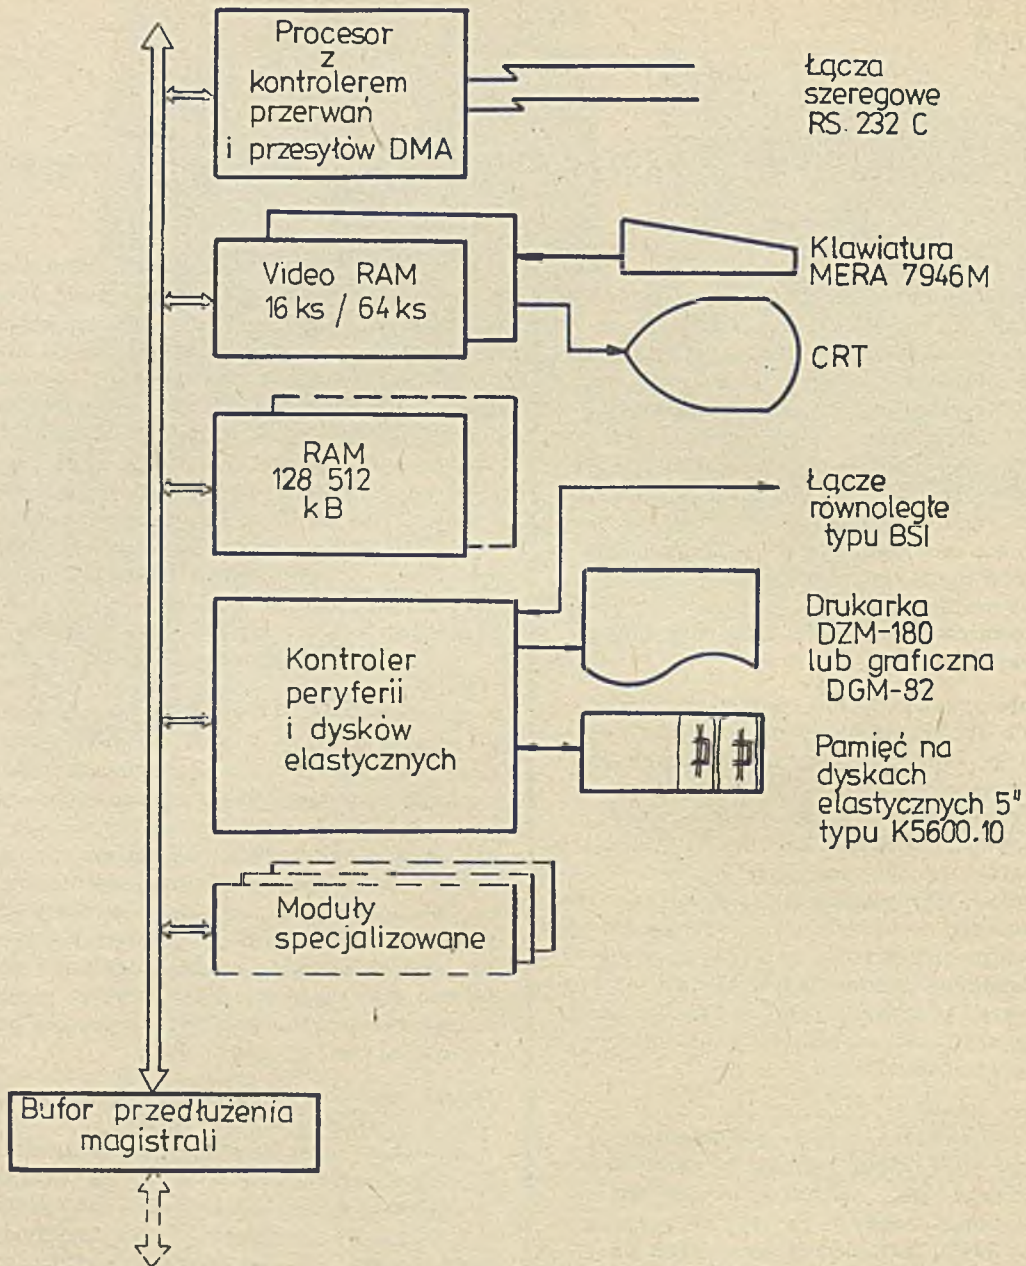 Procesor
z
kontrolerem
przerwań
i przesyłów DMA
Łącza
szeregowe
RS 232 C
Video RAM
16 ks / 64 ks
Klawiatura
MERA 7946M
CRT
RAM
128 512
kB
Łącze
równoległe
typu BSI
Kontroler
peryferii
i dysków
elastycznych
Drukarka
DZM-180
lub graficzna
DGM-82
Pamięć na
dyskach
elastycznych 5"
typu K5600.10
Moduły
specjalizowane
Bufor przedłużenia
magistrali